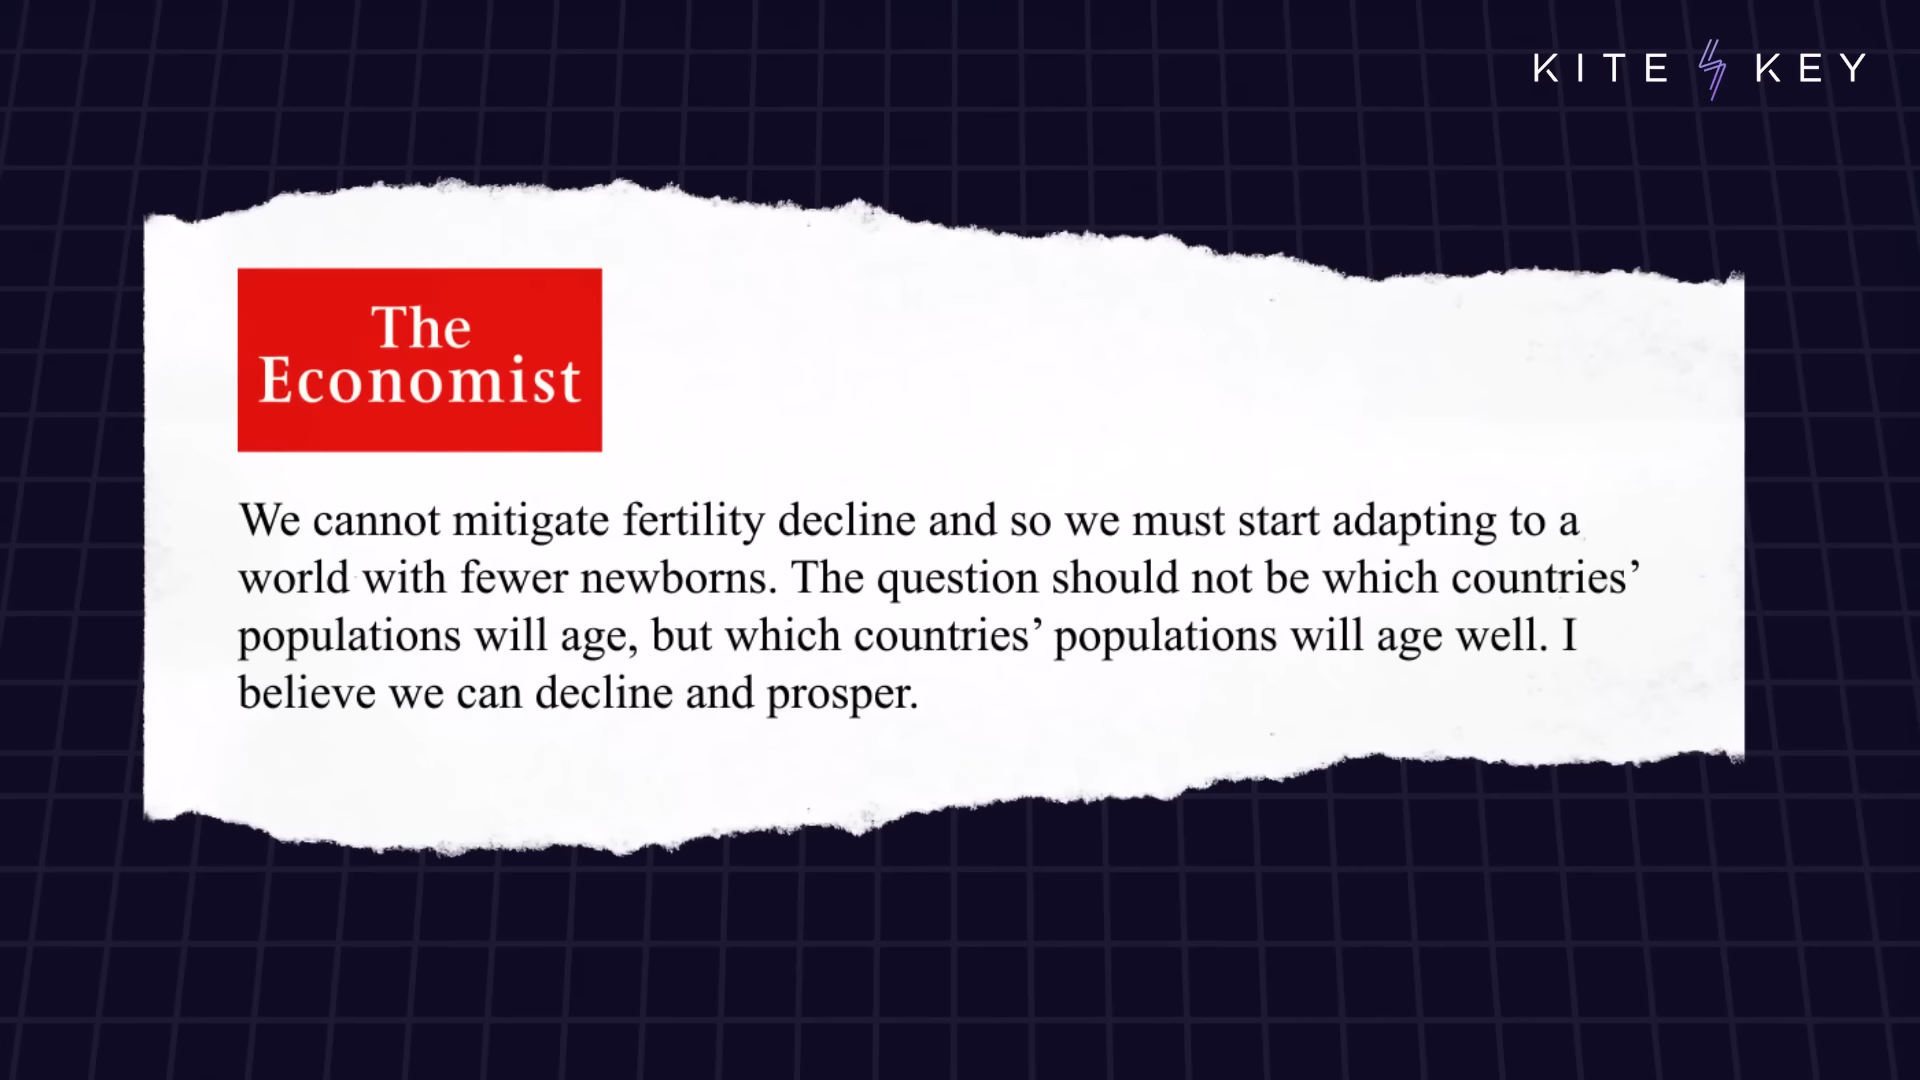 KITE KEY
The
Economist
We cannot mitigate fertility decline and so we must start adapting to a
world with fewer newborns. The question should not be which countries’
populations will age, but which countries’ populations will age well. I
believe we can decline and prosper.